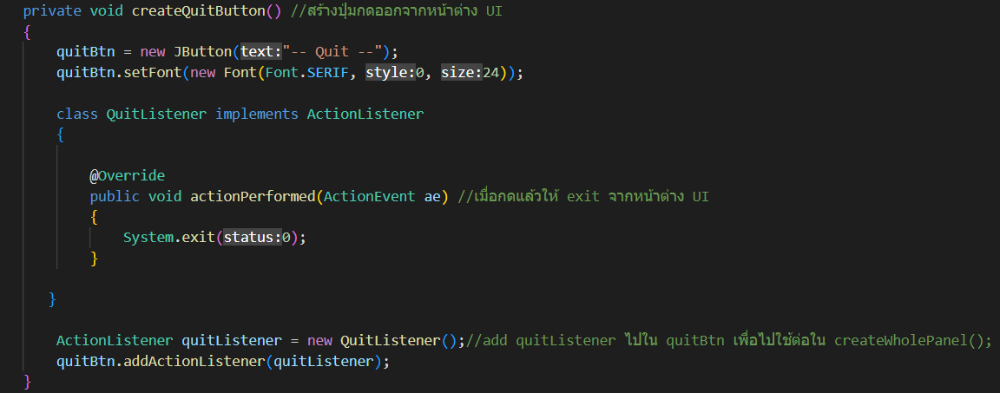 private void createQuitButton() //สร้างปุ่มกดออกจากหน้าต่าง UI
{
quitBtn = new JButton(text:"-- Quit --");
quitBtn.setFont(new Font(Font.SERIF, style:0, size:24));
class QuitListener implements ActionListener
{
@Override
public void actionPerformed(ActionEvent ae) //เมื่อกดแล้วให้ exit จากหน้าต่าง UI
{
System.exit(status:0);
}
}
ActionListener quitListener = new QuitListener();//add quitListener ไปใน quitBtn เพื่อไปใช้ต่อใน createWholePanel();
quitBtn.addActionListener(quitListener);
}